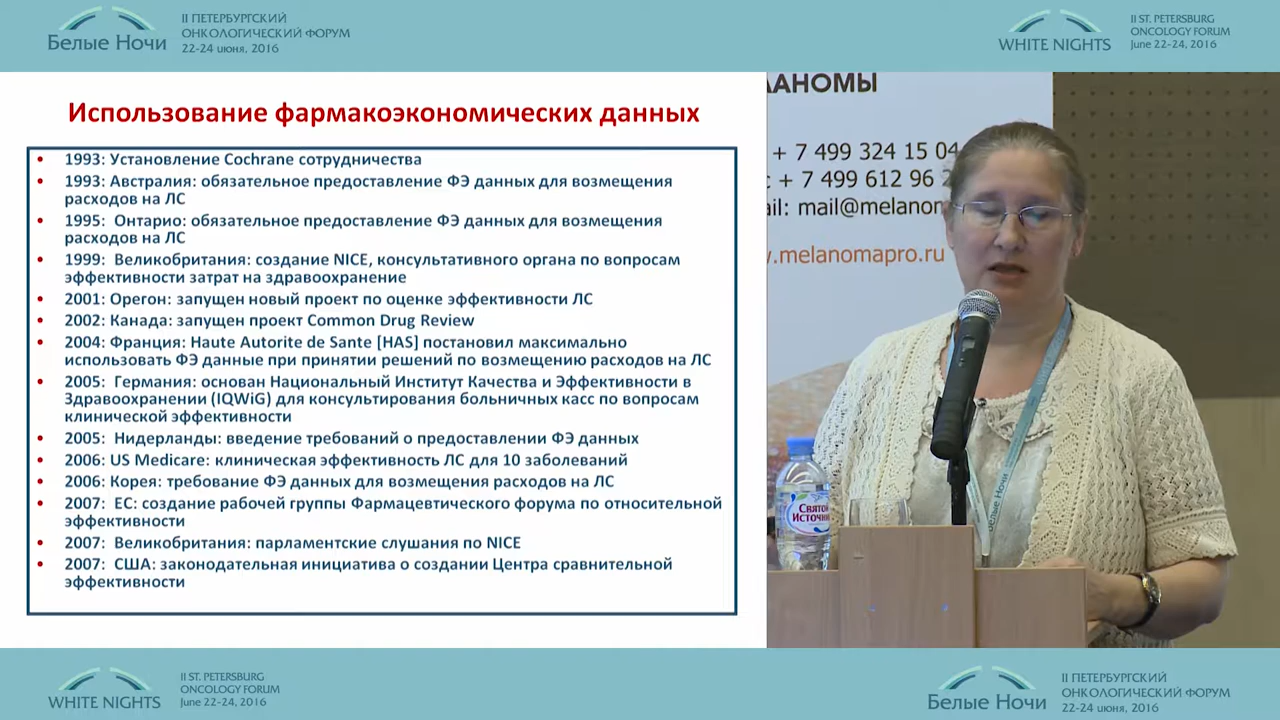 Белые Ночи
II ПЕТЕРБУРГСКИЙ
ОНКОЛОГИЧЕСКИЙ ФОРУМ
22-24 июня, 2016
WHITE NIGHTS
II ST. PETERSBURG
ONCOLOGY FORUM
June 22-24, 2016
Использование фармакоэкономических данных
• 1993: Установление Cochrane сотрудничества
• 1993: Австралия: обязательное предоставление ФЭ данных для возмещения
расходов на ЛС
• 1995: Онтарио: обязательное предоставление ФЭ данных для возмещения
расходов на ЛС
• 1999: Великобритания: создание NICE, консультативного органа по вопросам
эффективности затрат на здравоохранение
• 2001: Орегон: запущен новый проект по оценке эффективности ЛС
• 2002: Канада: запущен проект Common Drug Review
• 2004: Франция: Haute Autorite de Sante [HAS] постановил максимально
использовать ФЭ данные при принятии решений по возмещению расходов на ЛС
• 2005: Германия: основан Национальный Институт Качества и Эффективности в
Здравоохранении (IQWiG) для консультирования больничных касс по вопросам
клинической эффективности
• 2005: Нидерланды: введение требований о предоставлении ФЭ данных
• 2006: US Medicare: клиническая эффективность ЛС для 10 заболеваний
• 2006: Корея: требование ФЭ данных для возмещения расходов на ЛС
• 2007: ЕС: создание рабочей группы Фармацевтического форума по относительной
эффективности
• 2007: Великобритания: парламентские слушания по NICE
• 2007: США: законодательная инициатива о создании Центра сравнительной
эффективности
ЛАНОМЫ
+ 7 499 324 15 04
+ 7 499 612 96
ail: mail@melanom
w.melanomapro.ru
Святой
Источник
Белые Ночи
WHITE NIGHTS
II ST. PETERSBURG
ONCOLOGY FORUM
June 22-24, 2016
Белые Ночи
II ПЕТЕРБУРГСКИЙ
ОНКОЛОГИЧЕСКИЙ ФОРУМ
22-24 июня, 2016